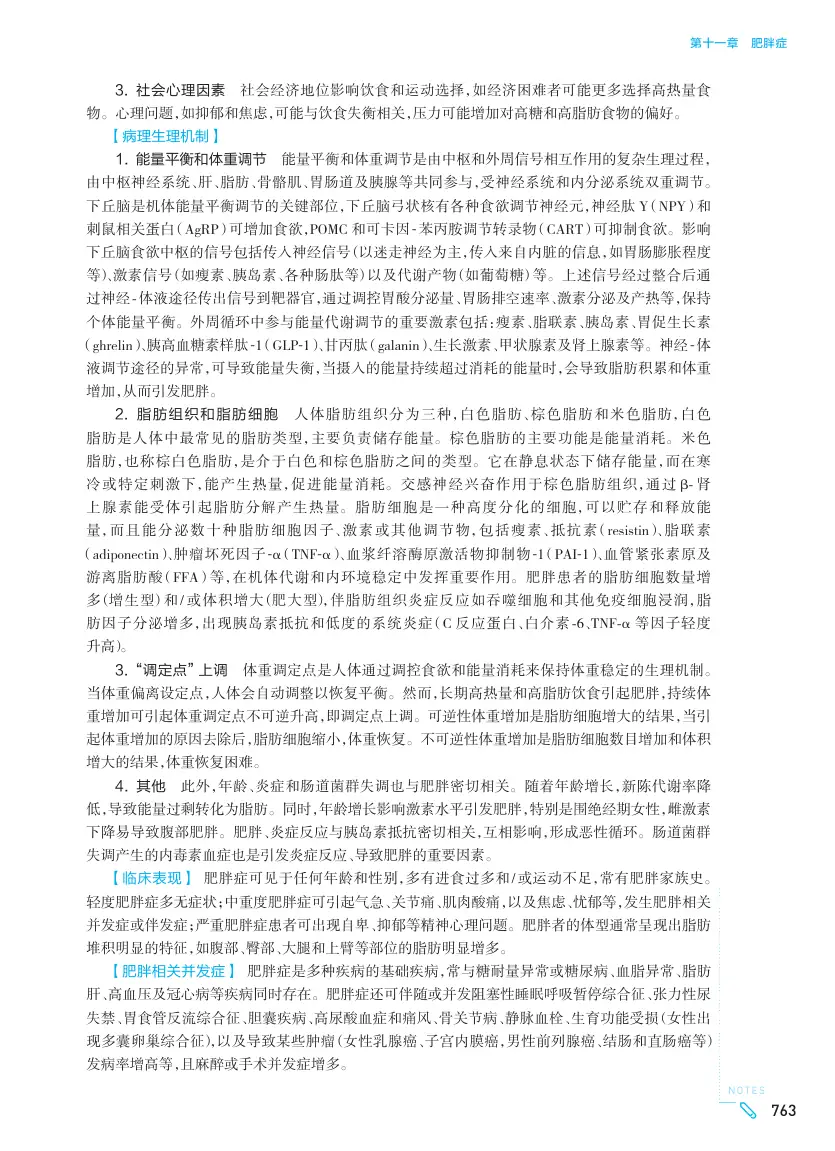 第十一章 肥胖症
3. 社会心理因素 社会经济地位影响饮食和运动选择,如经济困难者可能更多选择高热量食
物。心理问题,如抑郁和焦虑,可能与饮食失衡相关,压力可能增加对高糖和高脂肪食物的偏好。
【病理生理机制】
1. 能量平衡和体重调节 能量平衡和体重调节是由中枢和外周信号相互作用的复杂生理过程,
由中枢神经系统、肝、脂肪、骨骼肌、胃肠道及胰腺等共同参与,受神经系统和内分泌系统双重调节。
下丘脑是机体能量平衡调节的关键部位,下丘脑弓状核有各种食欲调节神经元,神经肽 Y(NPY)和
刺鼠相关蛋白(AgRP)可增加食欲,POMC 和可卡因-苯丙胺调节转录物(CART)可抑制食欲。影响
下丘脑食欲中枢的信号包括传入神经信号(以迷走神经为主,传入来自内脏的信息,如胃肠膨胀程度
等)、激素信号(如瘦素、胰岛素、各种肠肽等)以及代谢产物(如葡萄糖)等。上述信号经过整合后通
过神经-体液途径传出信号到靶器官,通过调控胃酸分泌量、胃肠排空速率、激素分泌及产热等,保持
个体能量平衡。外周循环中参与能量代谢调节的重要激素包括:瘦素、脂联素、胰岛素、胃促生长素
(ghrelin)、胰高血糖素样肽-1(GLP-1)、甘丙肽(galanin)、生长激素、甲状腺素及肾上腺素等。神经-体
液调节途径的异常,可导致能量失衡,当摄入的能量持续超过消耗的能量时,会导致脂肪积累和体重
增加,从而引发肥胖。
2. 脂肪组织和脂肪细胞 人体脂肪组织分为三种,白色脂肪、棕色脂肪和米色脂肪,白色
脂肪是人体中最常见的脂肪类型,主要负责储存能量。棕色脂肪的主要功能是能量消耗。米色
脂肪,也称棕白色脂肪,是介于白色和棕色脂肪之间的类型。它在静息状态下储存能量,而在寒
冷或特定刺激下,能产生热量,促进能量消耗。交感神经兴奋作用于棕色脂肪组织,通过 β-肾
上腺素能受体引起脂肪分解产生热量。脂肪细胞是一种高度分化的细胞,可以贮存和释放能
量,而且能分泌数十种脂肪细胞因子、激素或其他调节物,包括瘦素、抵抗素(resistin)、脂联素
(adiponectin)、肿瘤坏死因子-α(TNF-α)、血浆纤溶酶原激活物抑制物-1(PAI-1)、血管紧张素原及
游离脂肪酸(FFA)等,在机体代谢和内环境稳定中发挥重要作用。肥胖患者的脂肪细胞数量增
多(增生型)和/或体积增大(肥大型),伴脂肪组织炎症反应如吞噬细胞和其他免疫细胞浸润,脂
肪因子分泌增多,出现胰岛素抵抗和低度的系统炎症(C 反应蛋白、白介素-6、TNF-α 等因子轻度
升高)。
3. “调定点”上调 体重调定点是人体通过调控食欲和能量消耗来保持体重稳定的生理机制。
当体重偏离设定点,人体会自动调整以恢复平衡。然而,长期高热量和高脂肪饮食引起肥胖,持续体
重增加可引起体重调定点不可逆升高,即调定点上调。可逆性体重增加是脂肪细胞增大的结果,当引
起体重增加的原因去除后,脂肪细胞缩小,体重恢复。不可逆性体重增加是脂肪细胞数目增加和体积
增大的结果,体重恢复困难。
4. 其他 此外,年龄、炎症和肠道菌群失调也与肥胖密切相关。随着年龄增长,新陈代谢率降
低,导致能量过剩转化为脂肪。同时,年龄增长影响激素水平引发肥胖,特别是围绝经期女性,雌激素
下降易导致腹部肥胖。肥胖、炎症反应与胰岛素抵抗密切相关,互相影响,形成恶性循环。肠道菌群
失调产生的内毒素血症也是引发炎症反应、导致肥胖的重要因素。
【临床表现】 肥胖症可见于任何年龄和性别,多有进食过多和/或运动不足,常有肥胖家族史。
轻度肥胖症多无症状;中重度肥胖症可引起气急、关节痛、肌肉酸痛,以及焦虑、忧郁等,发生肥胖相关
并发症或伴发症;严重肥胖症患者可出现自卑、抑郁等精神心理问题。肥胖者的体型通常呈现出脂肪
堆积明显的特征,如腹部、臀部、大腿和上臂等部位的脂肪明显增多。
【肥胖相关并发症】 肥胖症是多种疾病的基础疾病,常与糖耐量异常或糖尿病、血脂异常、脂肪
肝、高血压及冠心病等疾病同时存在。肥胖症还可伴随或并发阻塞性睡眠呼吸暂停综合征、张力性尿
失禁、胃食管反流综合征、胆囊疾病、高尿酸血症和痛风、骨关节病、静脉血栓、生育功能受损(女性出
现多囊卵巢综合征),以及导致某些肿瘤(女性乳腺癌、子宫内膜癌,男性前列腺癌、结肠和直肠癌等)
发病率增高等,且麻醉或手术并发症增多。
NOTES
763